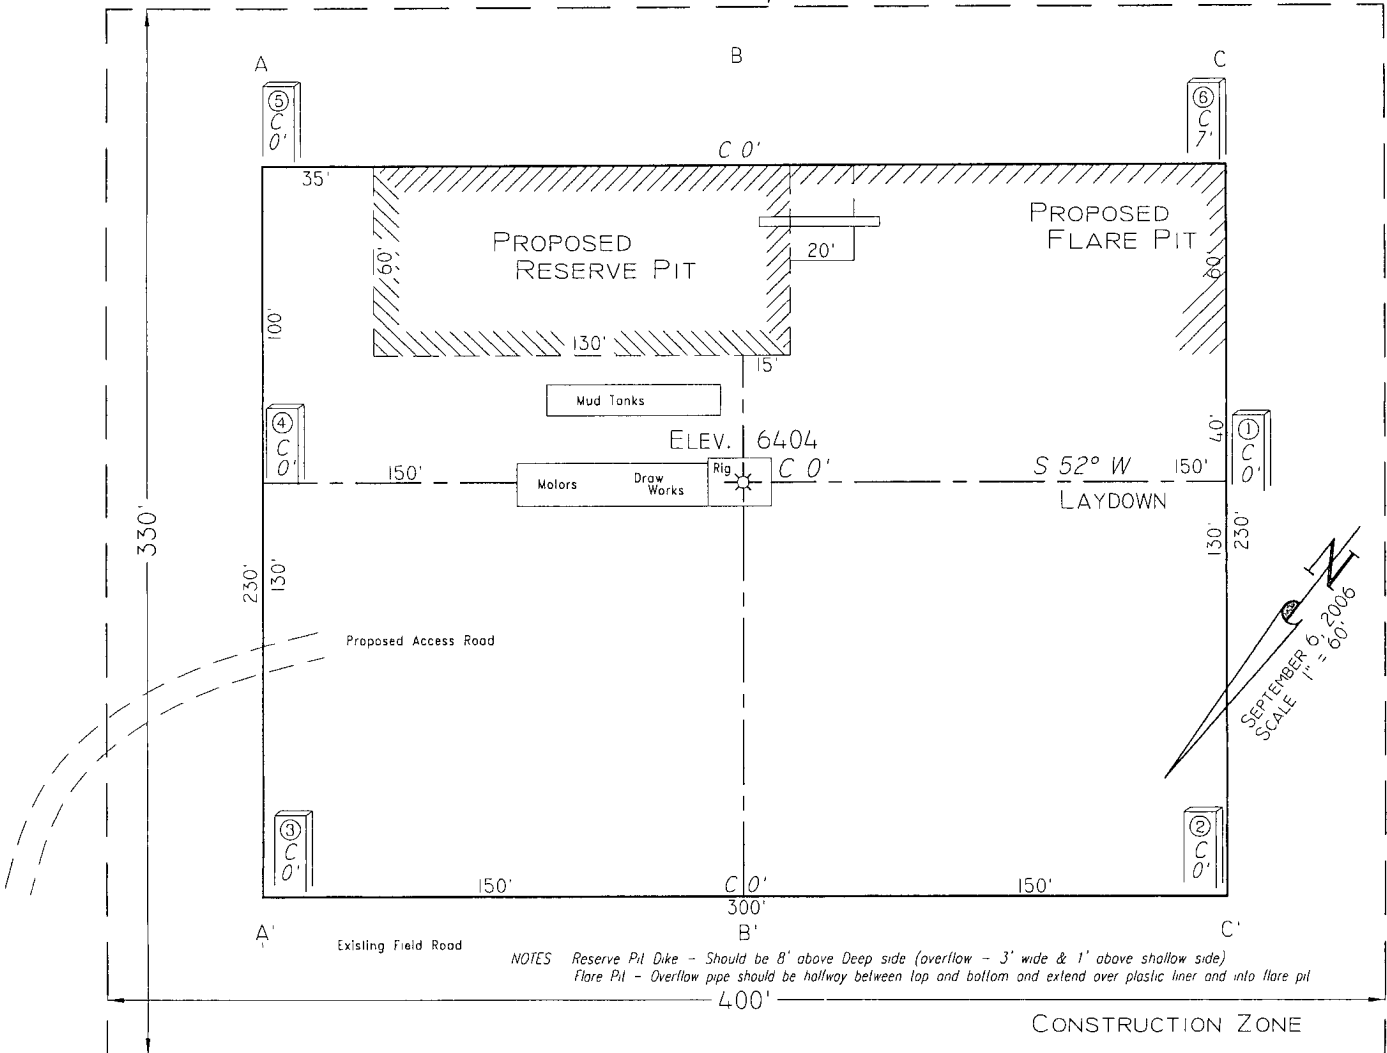 A
B
C
⑤
C
0'
⑥
C
7'
C 0'
35'
PROPOSED
RESERVE PIT
60'
20'
PROPOSED
FLARE PIT
60'
100'
130'
15'
Mud Tanks
④
C
0'
ELEV. 6404
40'
①
C
0'
150'
Motors
Draw
Works
Rig
C 0'
S 52° W
150'
LAYDOWN
330'
230'
130'
130'
230'
N
SEPTEMBER 6, 2006
SCALE 1" = 60'
Proposed Access Road
③
C
0'
②
C
0'
150'
C 0'
150'
300'
A'
B'
C'
Existing Field Road
NOTES Reserve Pit Dike - Should be 8' above Deep side (overflow - 3' wide & 1' above shallow side)
Flare Pit - Overflow pipe should be halfway between top and bottom and extend over plastic liner and into flare pit
400'
CONSTRUCTION ZONE